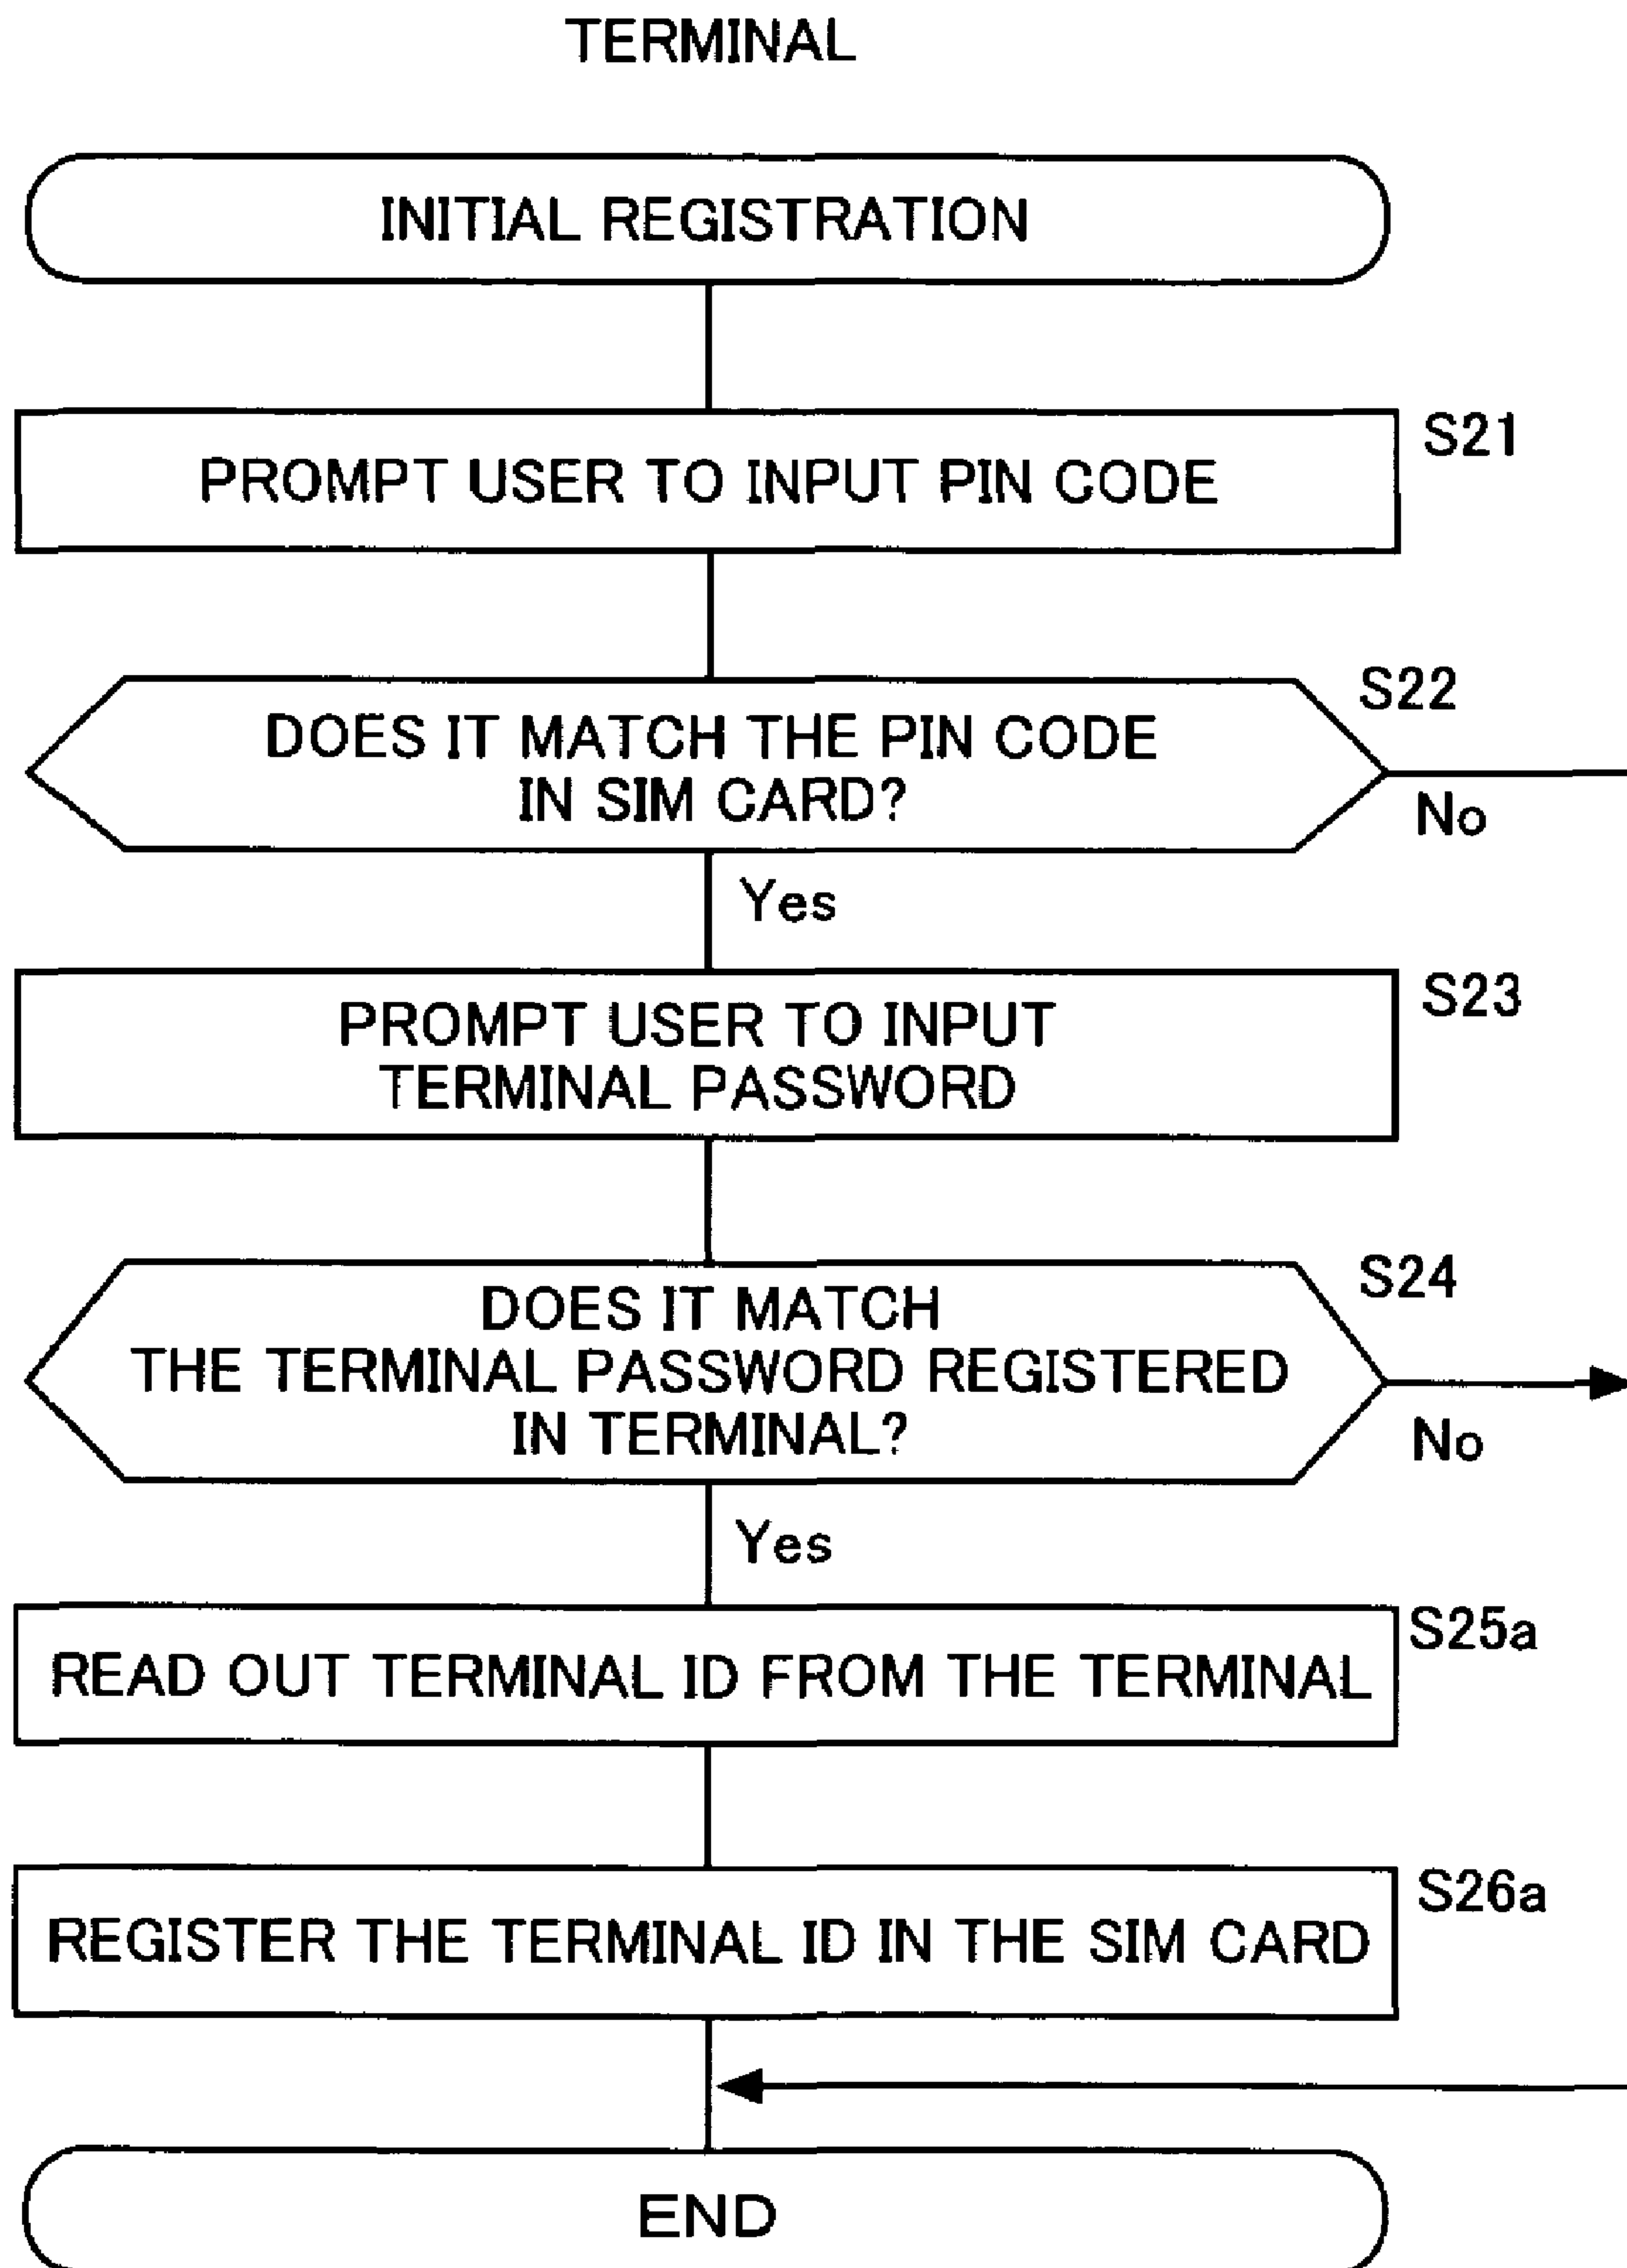 TERMINAL
INITIAL REGISTRATION
S21
PROMPT USER TO INPUT PIN CODE
S22
DOES IT MATCH THE PIN CODE
IN SIM CARD?
No
Yes
S23
PROMPT USER TO INPUT
TERMINAL PASSWORD
S24
DOES IT MATCH
THE TERMINAL PASSWORD REGISTERED
IN TERMINAL?
No
Yes
S25a
READ OUT TERMINAL ID FROM THE TERMINAL
S26a
REGISTER THE TERMINAL ID IN THE SIM CARD
END